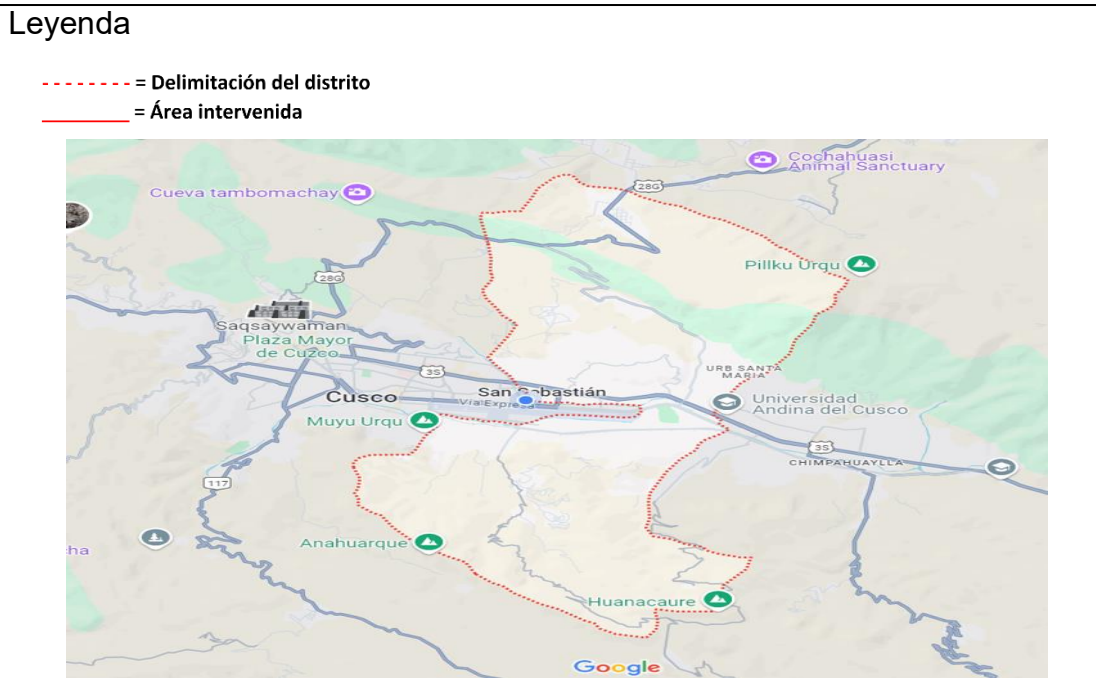 Leyenda
- - - - - - - - - = Delimitación del distrito
__________ = Área intervenida
Cochahuasi
Animal Sanctuary
28G
Cueva tambomachay
Pillku Urqu
28G
Saqsaywaman
Plaza Mayor
de Cuzco
URB SANTA
MARIA
3S
San Sebastián
Cusco
Vía Expresa
Universidad
Andina del Cusco
Muyu Urqu
3S
CHIMPAHUAYLLA
117
Anahuarque
ha
Huanacaure
Google